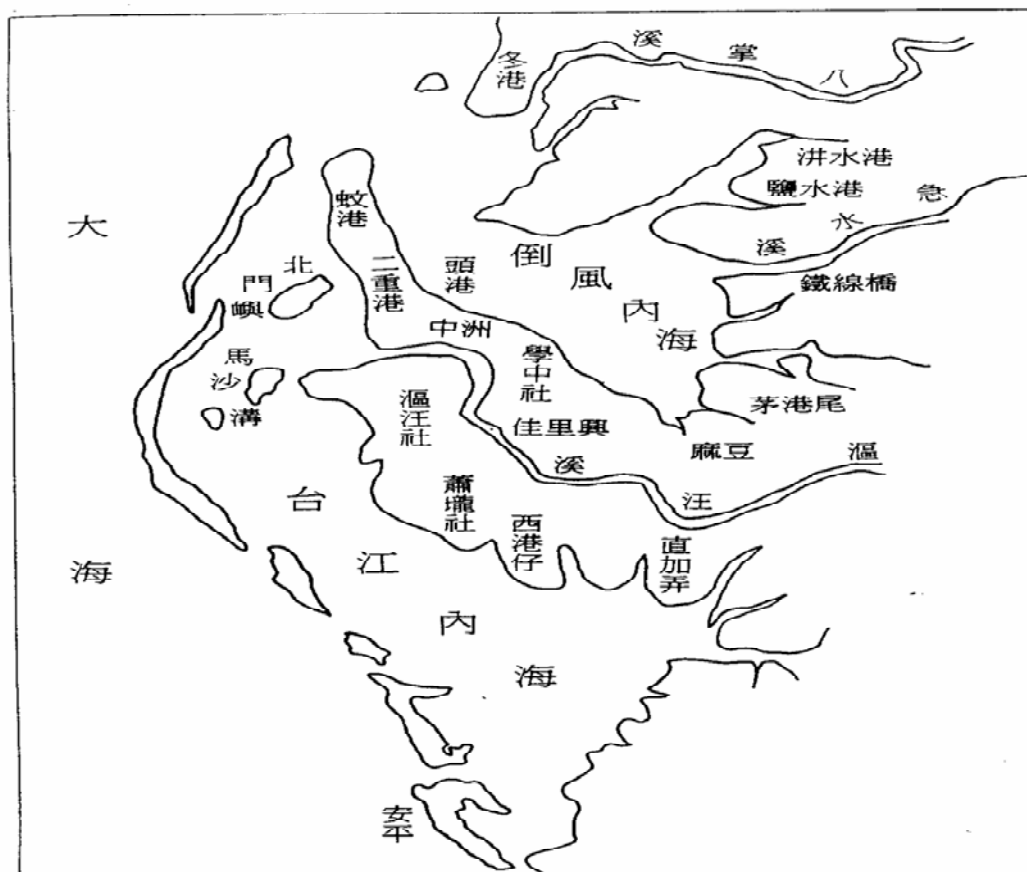 八掌溪
冬港
汫水港
鹽水港
急水溪
大海
蚊港
倒風內海
北門嶼
二重港
頭港
鐵線橋
中洲
學中社
馬沙溝
茅港尾
漚汪社
佳里興
麻豆
漚汪溪
台江內海
蕭壠社
西港仔
直加弄
安平